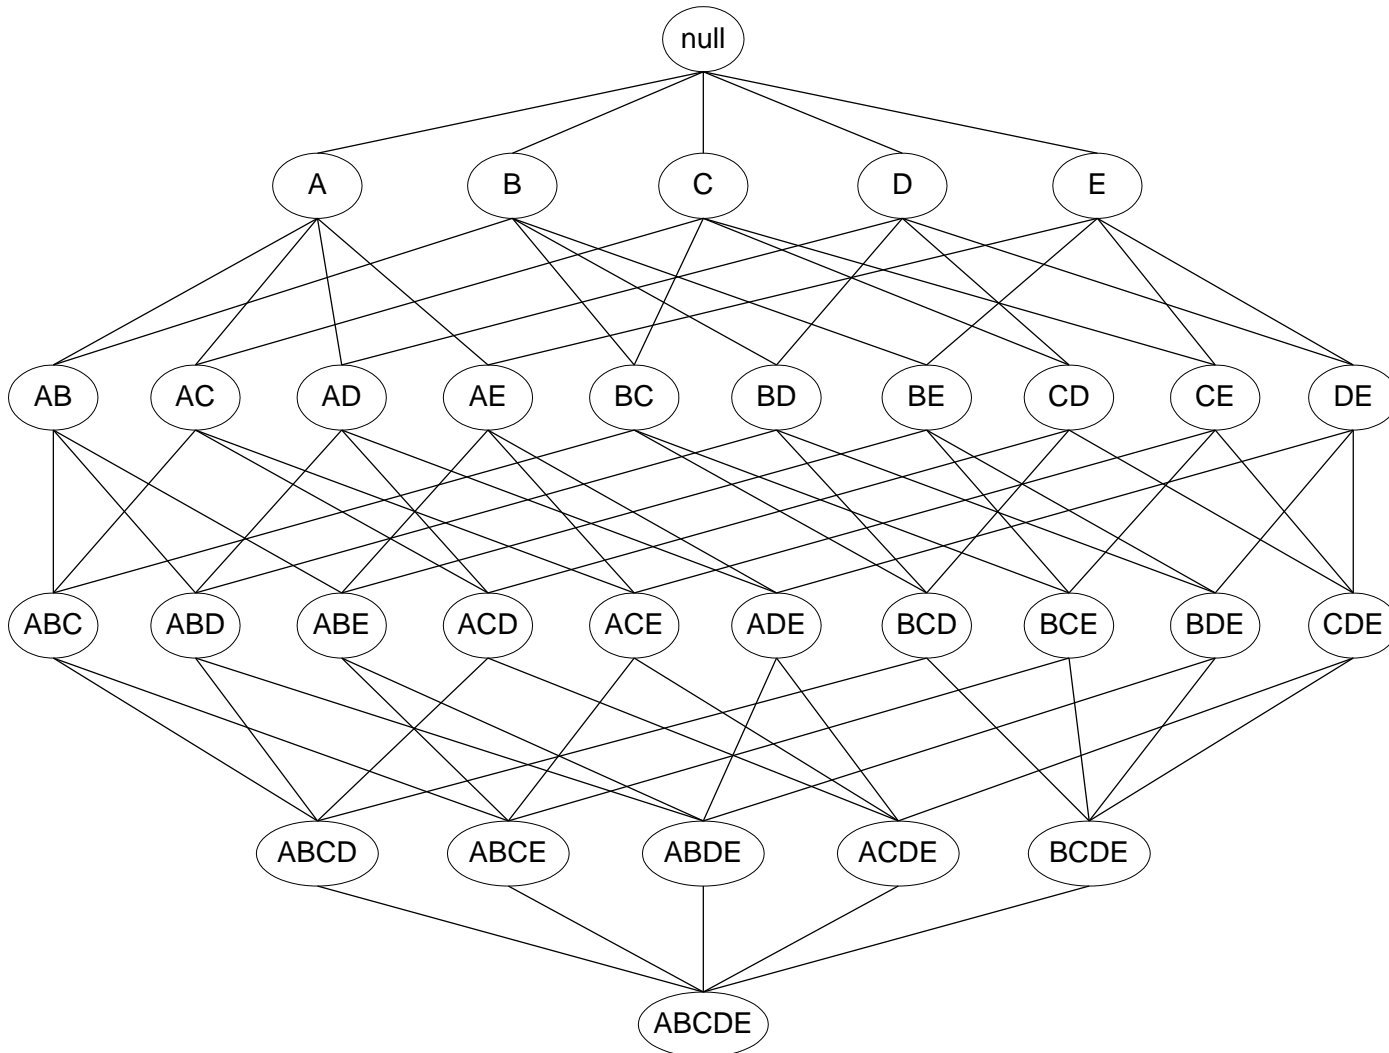 null
A B C D E
AB AC AD AE BC BD BE CD CE DE
ABC ABD ABE ACD ACE ADE BCD BCE BDE CDE
ABCD ABCE ABDE ACDE BCDE
ABCDE